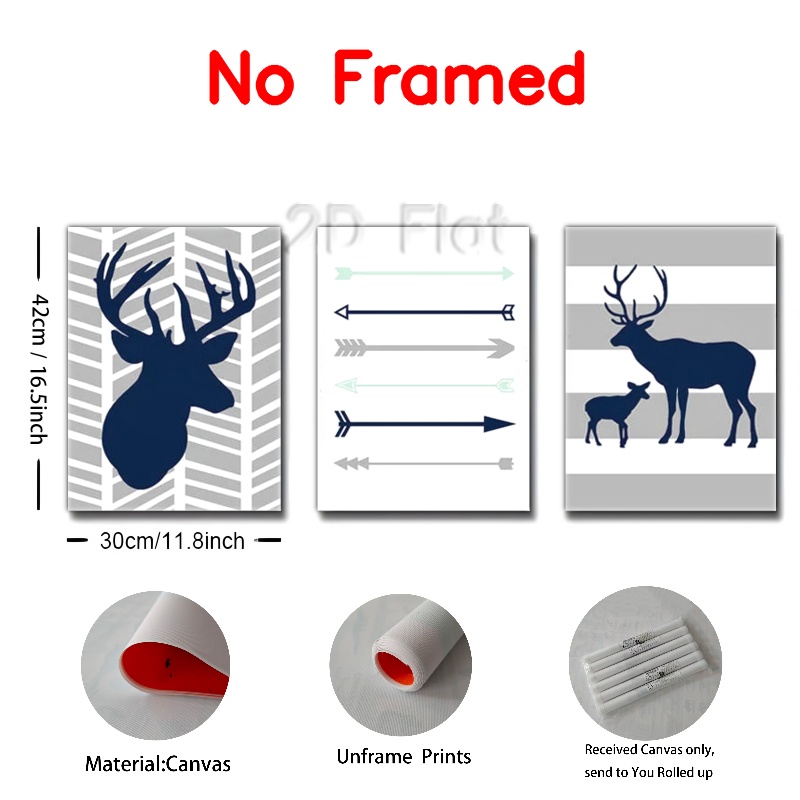 No Framed
2D Flat
42cm / 16.5inch
30cm/11.8inch
Material:Canvas
Unframe Prints
Received Canvas only,
send to You Rolled up